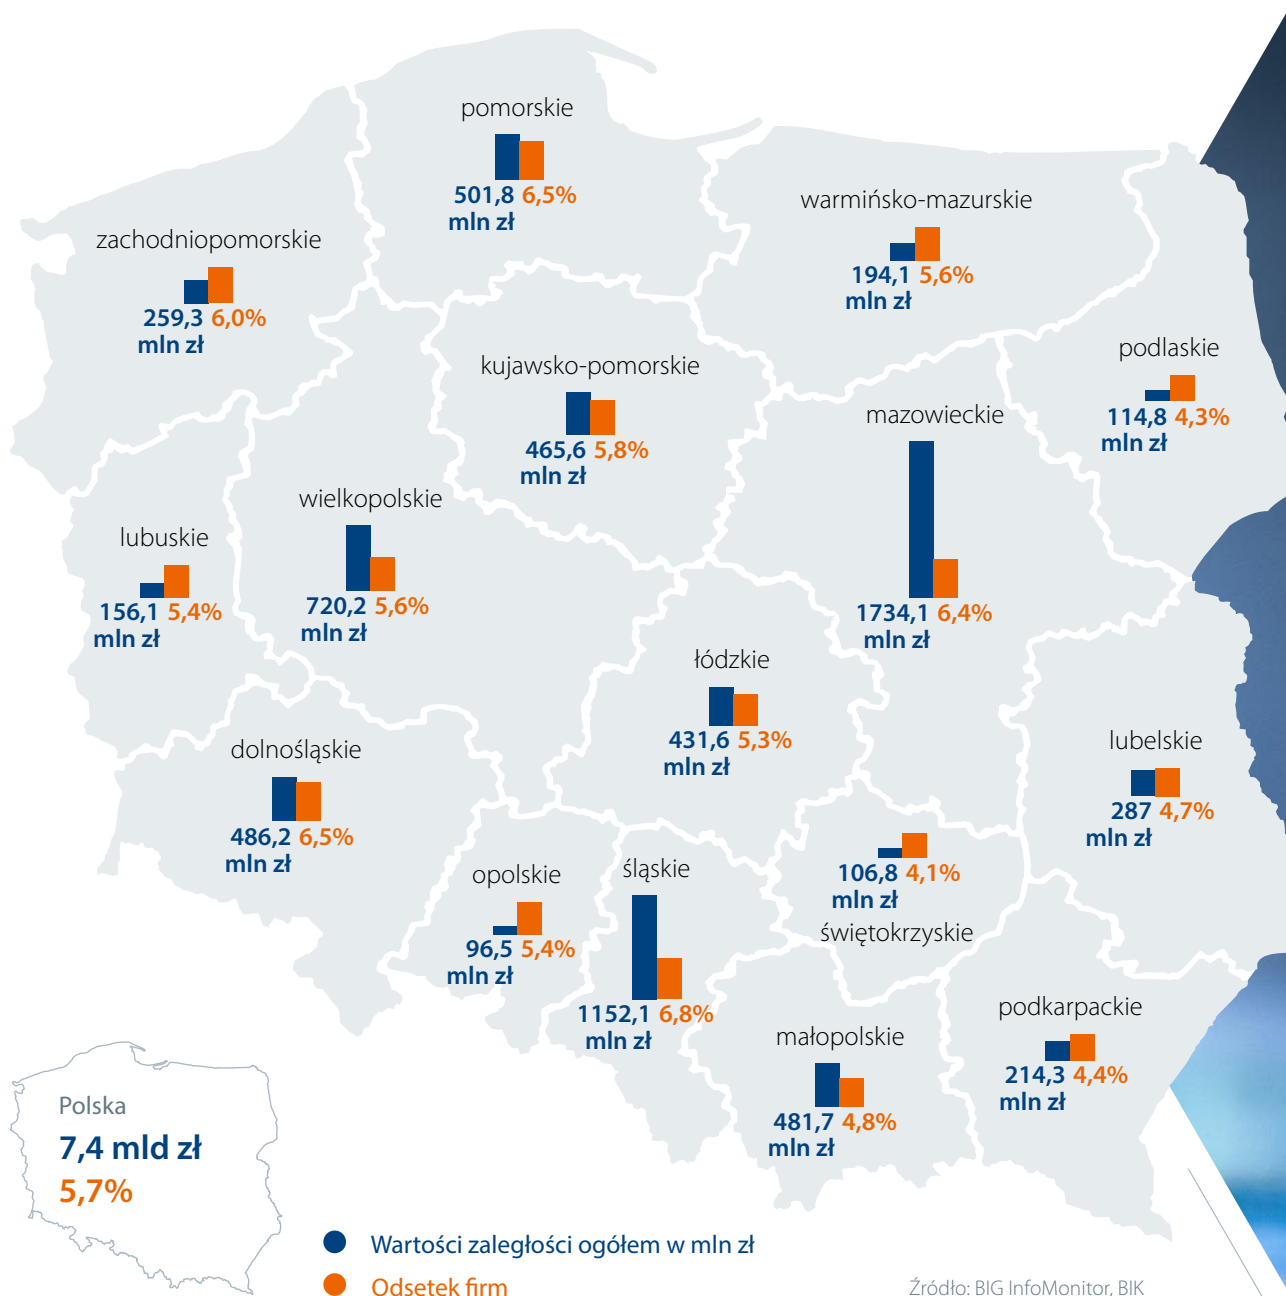 pomorskie
501,8 6,5%
mln zł
warmińsko-mazurskie
194,1 5,6%
mln zł
zachodniopomorskie
259,3 6,0%
mln zł
podlaskie
114,8 4,3%
mln zł
kujawsko-pomorskie
465,6 5,8%
mln zł
mazowieckie
1734,1 6,4%
mln zł
wielkopolskie
720,2 5,6%
mln zł
lubuskie
156,1 5,4%
mln zł
łódzkie
431,6 5,3%
mln zł
lubelskie
287 4,7%
mln zł
dolnośląskie
486,2 6,5%
mln zł
opolskie
96,5 5,4%
mln zł
śląskie
1152,1 6,8%
mln zł
106,8 4,1%
mln zł
świętokrzyskie
podkarpackie
214,3 4,4%
mln zł
małopolskie
481,7 4,8%
mln zł
Polska
7,4 mld zł
5,7%
Wartości zaległości ogółem w mln zł
Odsetek firm
Źródło: BIG InfoMonitor, BIK